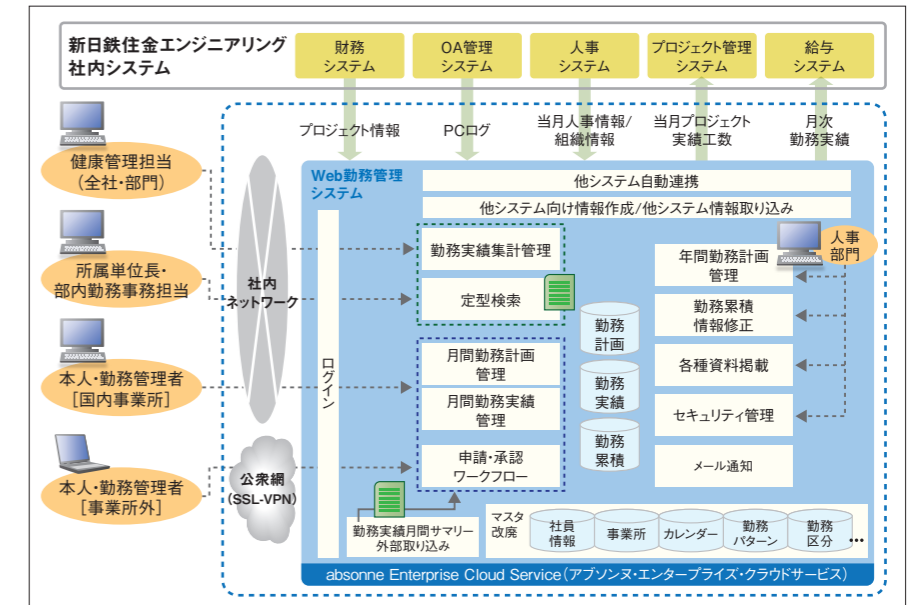 新日鉄住金エンジニアリング
社内システム
財務
システム
OA管理
システム
人事
システム
プロジェクト管理
システム
給与
システム
プロジェクト情報
PCログ
当月人事情報/
組織情報
当月プロジェクト
実績工数
月次
勤務実績
健康管理担当
(全社・部門)
所属単位長・
部内勤務事務担当
本人・勤務管理者
[国内事業所]
本人・勤務管理者
[事業所外]
社内
ネットワーク
公衆網
(SSL-VPN)
Web勤務管理
システム
ログイン
他システム自動連携
他システム向け情報作成/他システム情報取り込み
勤務実績集計管理
定型検索
月間勤務計画
管理
月間勤務実績
管理
申請・承認
ワークフロー
勤務実績月間サマリー
外部取り込み
勤務
計画
勤務
実績
勤務
累積
人事
部門
年間勤務計画
管理
勤務累積
情報修正
各種資料掲載
セキュリティ管理
メール通知
マスタ
改廃
社員
情報
事業所
カレンダー
勤務
パターン
勤務
区分
•••
absonne Enterprise Cloud Service(アブソンヌ・エンタープライズ・クラウドサービス)